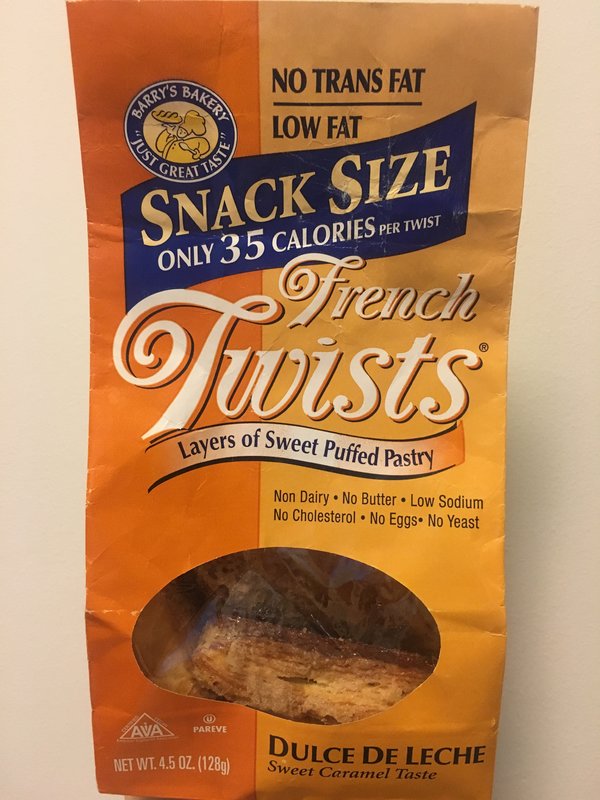 NO TRANS FAT
LOW FAT
BARRY'S BAKERY
"JUST GREAT TASTE"
SNACK SIZE
ONLY 35 CALORIES PER TWIST
French
Twists®
Layers of Sweet Puffed Pastry
Non Dairy • No Butter • Low Sodium
No Cholesterol • No Eggs• No Yeast
AVA
U
PAREVE
NET WT. 4.5 OZ. (128g)
DULCE DE LECHE
Sweet Caramel Taste